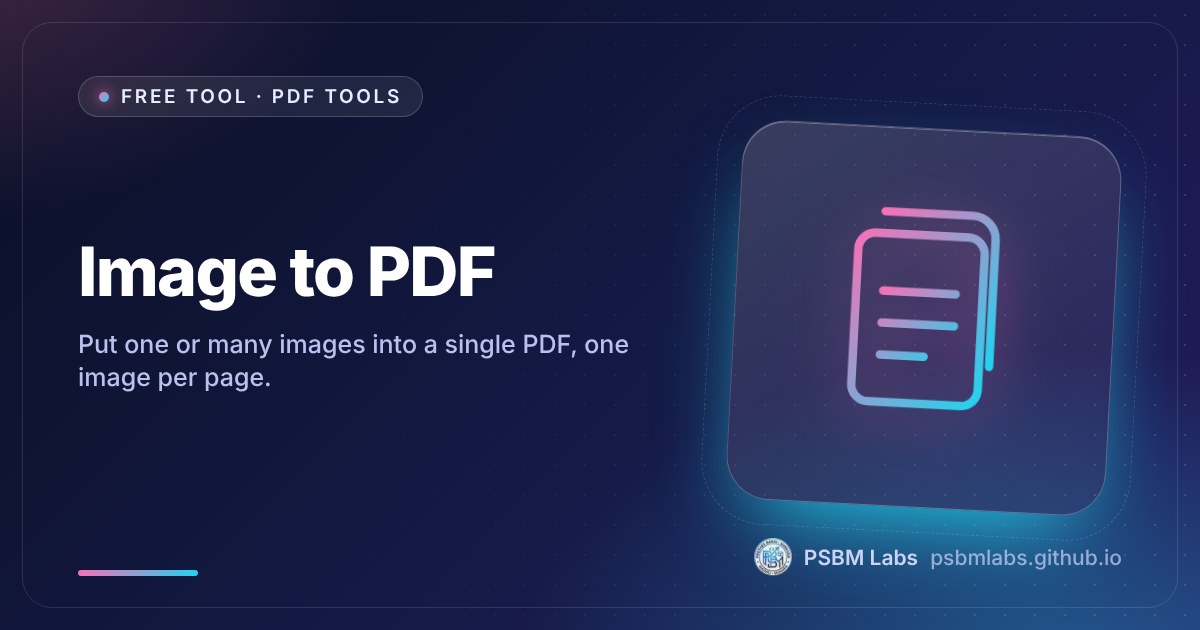 FREE TOOL · PDF TOOLS
Image to PDF
Put one or many images into a single PDF, one
image per page.
PSBM Labs psbmlabs.github.io